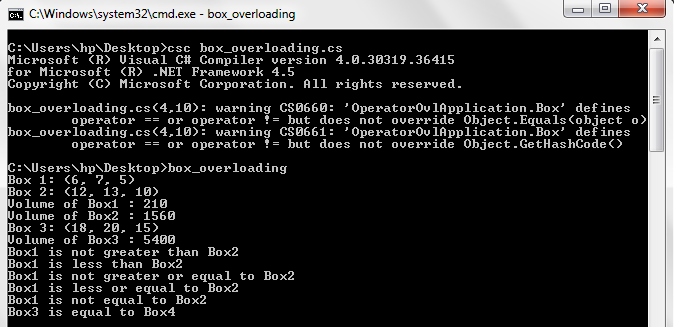 C:\Windows\system32\cmd.exe - box_overloading
C:\Users\hp\Desktop>csc box_overloading.cs
Microsoft (R) Visual C# Compiler version 4.0.30319.36415
for Microsoft (R) .NET Framework 4.5
Copyright (C) Microsoft Corporation. All rights reserved.
box_overloading.cs(4,10): warning CS0660: 'OperatorOvlApplication.Box' defines
operator == or operator != but does not override Object.Equals(object o)
box_overloading.cs(4,10): warning CS0661: 'OperatorOvlApplication.Box' defines
operator == or operator != but does not override Object.GetHashCode()
C:\Users\hp\Desktop>box_overloading
Box 1: (6, 7, 5)
Box 2: (12, 13, 10)
Volume of Box1 : 210
Volume of Box2 : 1560
Box 3: (18, 20, 15)
Volume of Box3 : 5400
Box1 is not greater than Box2
Box1 is less than Box2
Box1 is not greater or equal to Box2
Box1 is less or equal to Box2
Box1 is not equal to Box2
Box3 is equal to Box4